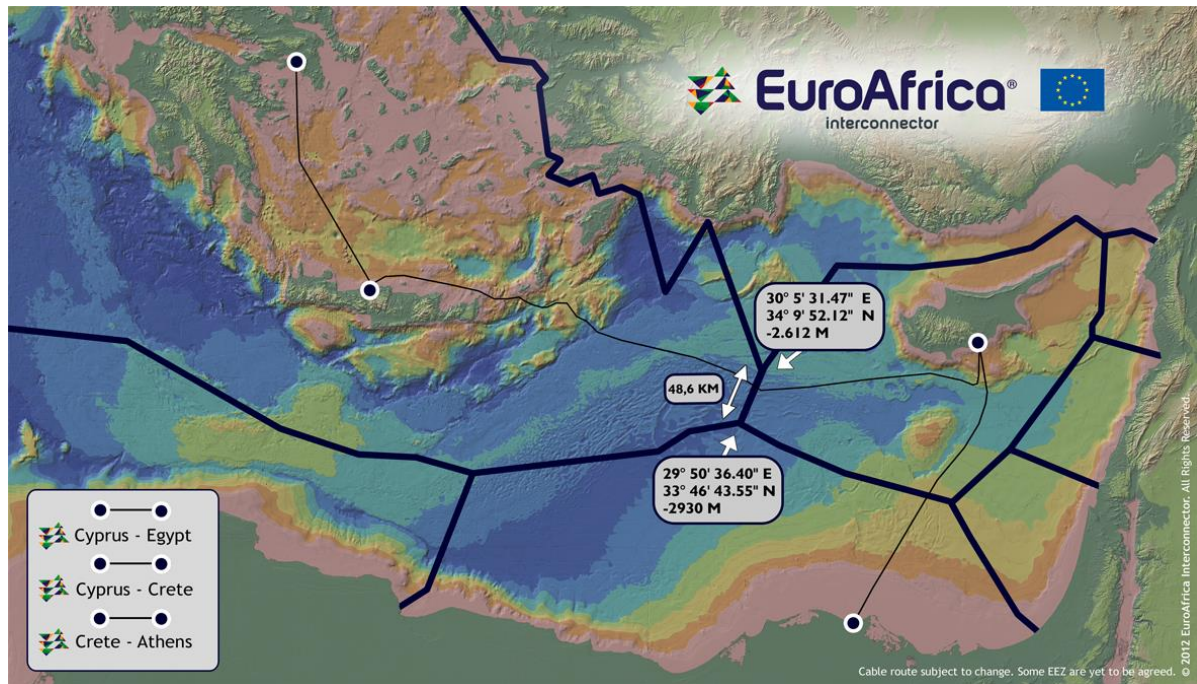 EuroAfrica®
interconnector
30° 5' 31.47" E
34° 9' 52.12" N
-2.612 M
48,6 KM
29° 50' 36.40" E
33° 46' 43.55" N
-2930 M
Cyprus - Egypt
Cyprus - Crete
Crete - Athens
Cable route subject to change. Some EEZ are yet to be agreed.
© 2012 EuroAfrica Interconnector. All Rights Reserved.